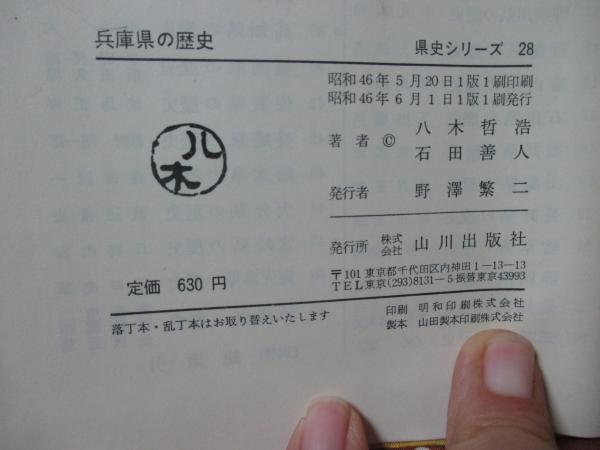 兵庫県の歴史
県史シリーズ 28
昭和46年5月20日1版1刷印刷
昭和46年6月1日1版1刷発行
著者 © 八木哲浩
石田善人
八木
発行者 野澤繁二
発行所 株式会社 山川出版社
〒101 東京都千代田区内神田1-13-13
TEL東京(293)8131-5振替東京43993
定価 630円
落丁本・乱丁本はお取り替えいたします
印刷 明和印刷株式会社
製本 山田製本印刷株式会社